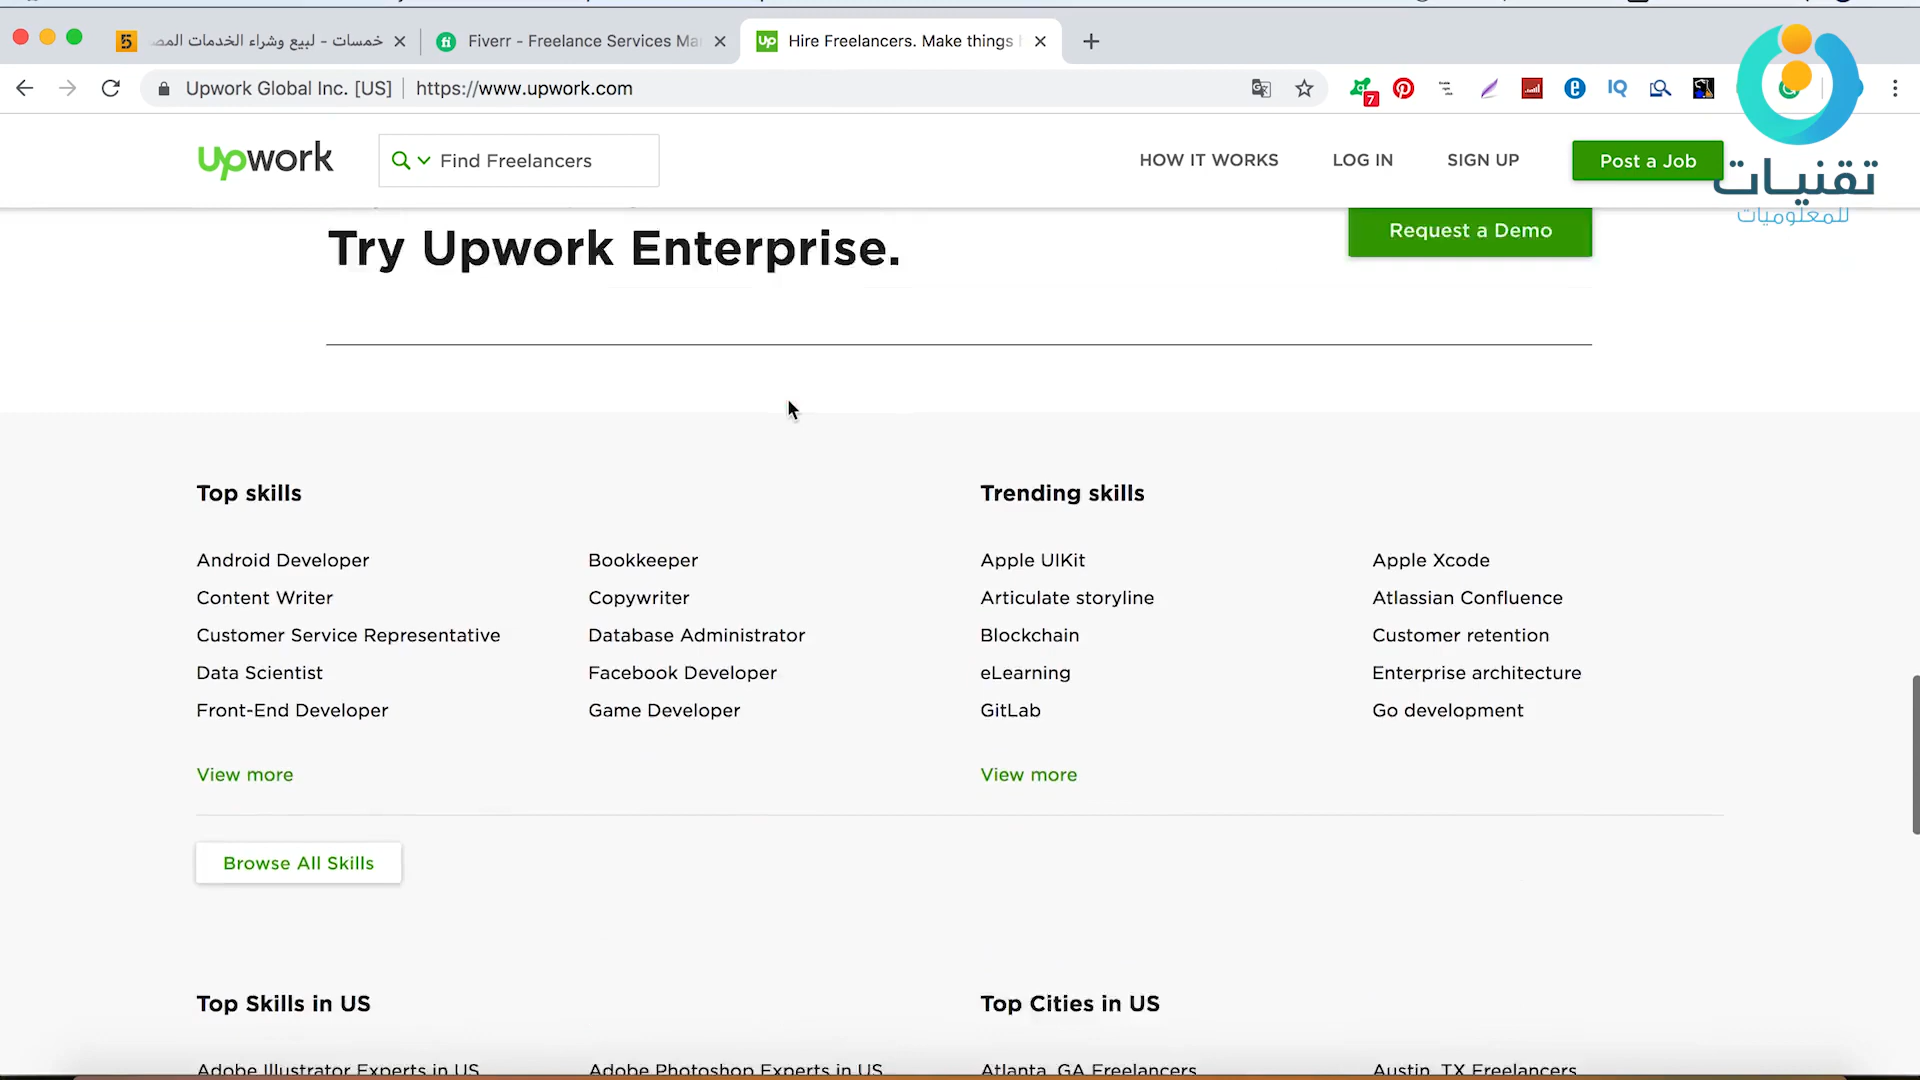 خمسات - لبيع وشراء الخدمات المص
Fiverr - Freelance Services Ma
Hire Freelancers. Make things
Upwork Global Inc. [US] https://www.upwork.com
7
IQ
upwork
Find Freelancers
HOW IT WORKS
LOG IN
SIGN UP
Post a Job
تقنيات
للمعلوميات
Try Upwork Enterprise.
Request a Demo
Top skills
Trending skills
Android Developer
Bookkeeper
Apple UIKit
Apple Xcode
Content Writer
Copywriter
Articulate storyline
Atlassian Confluence
Customer Service Representative
Database Administrator
Blockchain
Customer retention
Data Scientist
Facebook Developer
eLearning
Enterprise architecture
Front-End Developer
Game Developer
GitLab
Go development
View more
View more
Browse All Skills
Top Skills in US
Top Cities in US
Adobe Illustrator Experts in US
Adobe Photoshop Experts in US
Atlanta, GA Freelancers
Austin, TX Freelancers